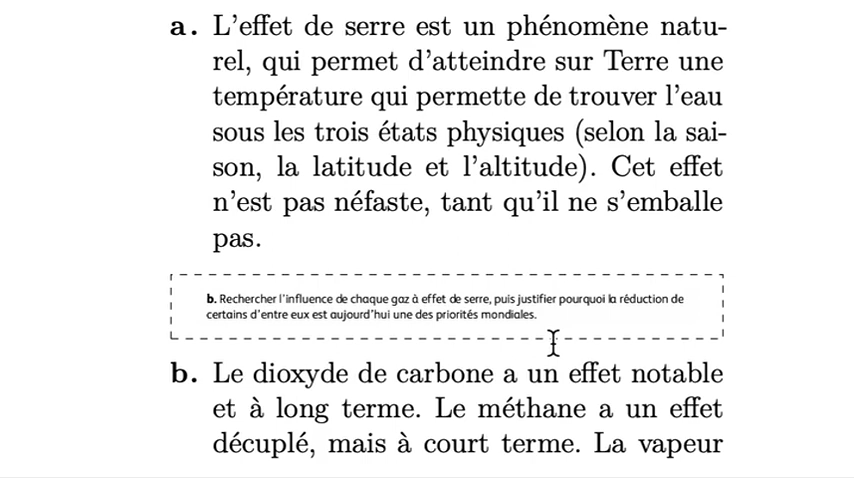 a. L’effet de serre est un phénomène natu-
rel, qui permet d’atteindre sur Terre une
température qui permette de trouver l’eau
sous les trois états physiques (selon la sai-
son, la latitude et l’altitude). Cet effet
n’est pas néfaste, tant qu’il ne s’emballe
pas.
b. Rechercher l’influence de chaque gaz à effet de serre, puis justifier pourquoi la réduction de
certains d’entre eux est aujourd’hui une des priorités mondiales.
b. Le dioxyde de carbone a un effet notable
et à long terme. Le méthane a un effet
décuplé, mais à court terme. La vapeur